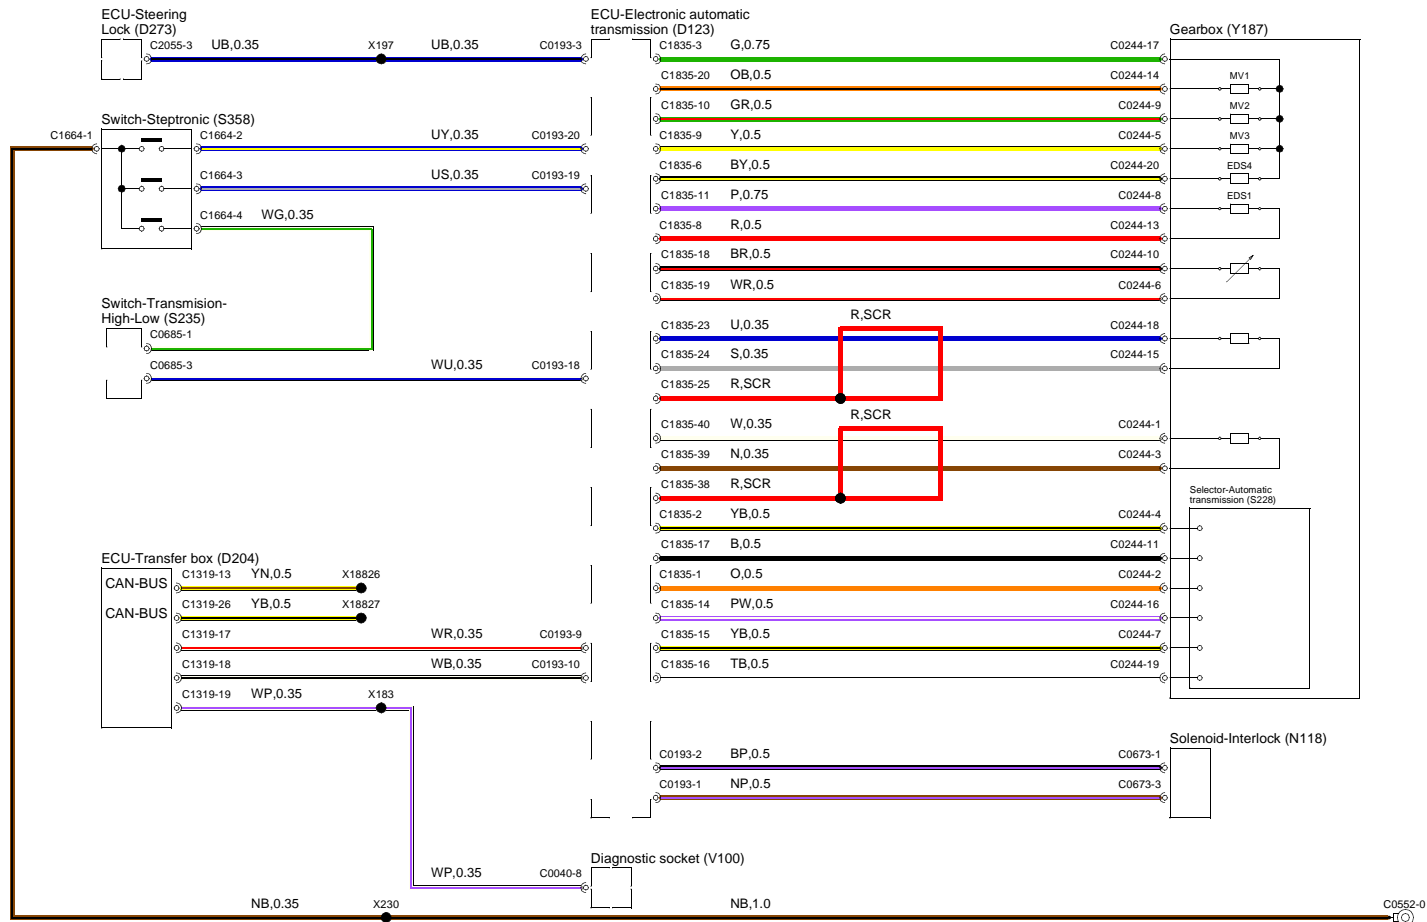 ECU-Steering
Lock (D273)
ECU-Electronic automatic
transmission (D123)
Gearbox (Y187)
C2055-3 UB,0.35 X197 UB,0.35 C0193-3
C1835-3 G,0.75 C0244-17
C1835-20 OB,0.5 C0244-14 MV1
C1835-10 GR,0.5 C0244-9 MV2
Switch-Steptronic (S358)
C1664-1 C1664-2 UY,0.35 C0193-20
C1835-9 Y,0.5 C0244-5 MV3
C1835-6 BY,0.5 C0244-20 EDS4
C1664-3 US,0.35 C0193-19
C1835-11 P,0.75 C0244-8 EDS1
C1664-4 WG,0.35
C1835-8 R,0.5 C0244-13
C1835-18 BR,0.5 C0244-10
C1835-19 WR,0.5 C0244-6
Switch-Transmision-
High-Low (S235)
R,SCR
C0685-1
C1835-23 U,0.35 C0244-18
C1835-24 S,0.35 C0244-15
C0685-3 WU,0.35 C0193-18
C1835-25 R,SCR
R,SCR
C1835-40 W,0.35 C0244-1
C1835-39 N,0.35 C0244-3
C1835-38 R,SCR
Selector-Automatic
transmission (S228)
C1835-2 YB,0.5 C0244-4
C1835-17 B,0.5 C0244-11
ECU-Transfer box (D204)
CAN-BUS C1319-13 YN,0.5 X18826
C1835-1 O,0.5 C0244-2
CAN-BUS C1319-26 YB,0.5 X18827
C1835-14 PW,0.5 C0244-16
C1319-17 WR,0.35 C0193-9
C1835-15 YB,0.5 C0244-7
C1319-18 WB,0.35 C0193-10
C1835-16 TB,0.5 C0244-19
C1319-19 WP,0.35 X183
Solenoid-Interlock (N118)
C0193-2 BP,0.5 C0673-1
C0193-1 NP,0.5 C0673-3
Diagnostic socket (V100)
WP,0.35 C0040-8
NB,0.35 X230 NB,1.0 C0552-0